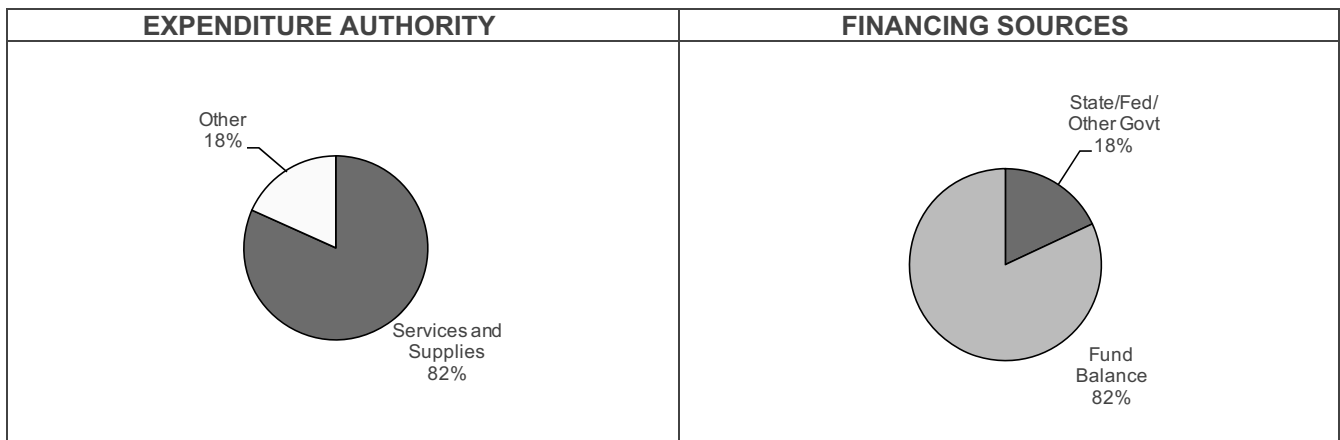 EXPENDITURE AUTHORITY
Other
18%
Services and
Supplies
82%
FINANCING SOURCES
State/Fed/
Other Govt
18%
Fund
Balance
82%